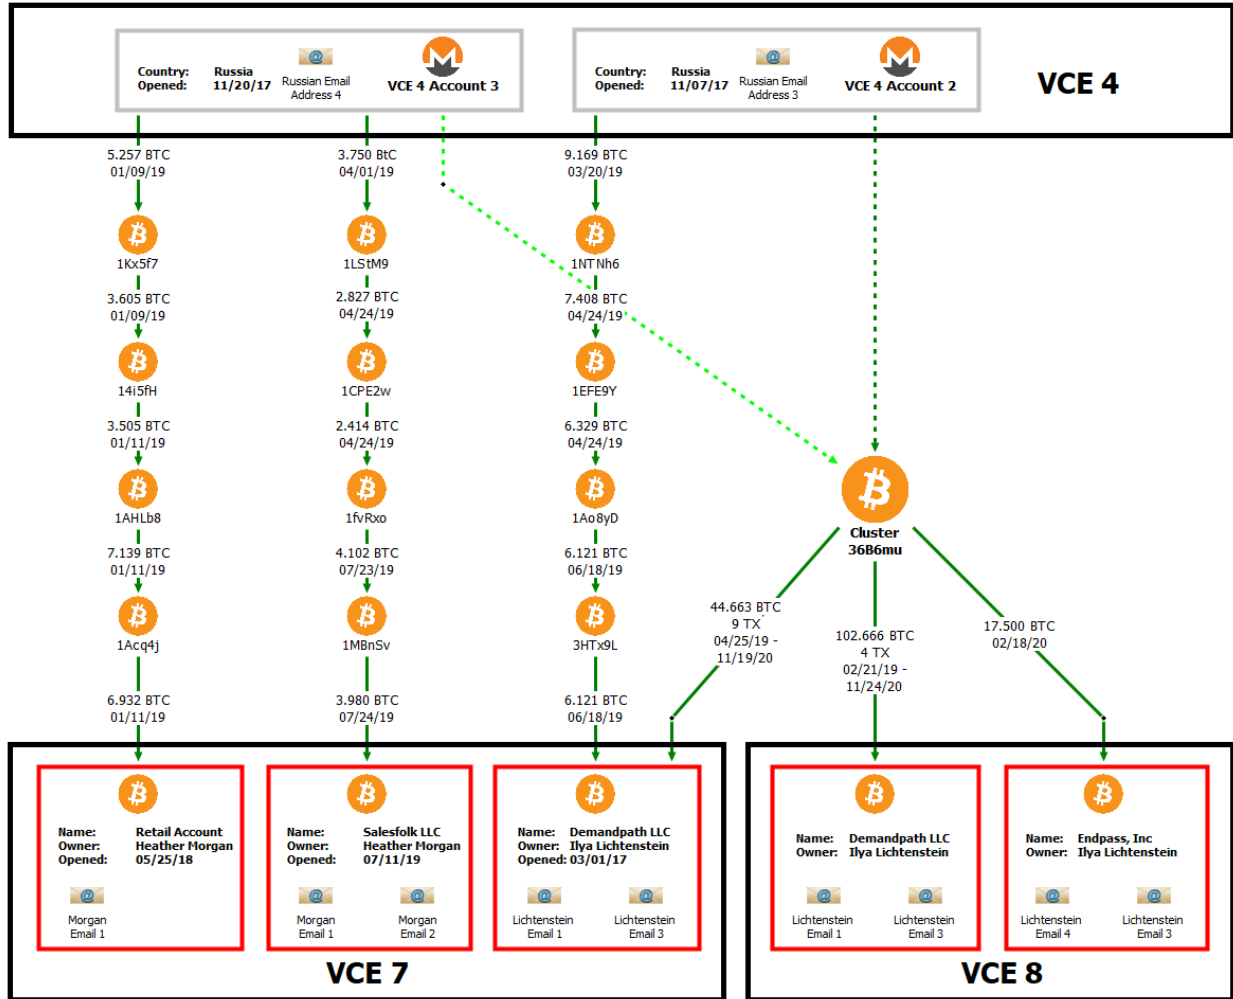 Country: Russia
Opened: 11/20/17
Russian Email
Address 4
VCE 4 Account 3
Country: Russia
Opened: 11/07/17
Russian Email
Address 3
VCE 4 Account 2
VCE 4
5.257 BTC
01/09/19
3.750 BtC
04/01/19
9.169 BTC
03/20/19
1Kx5f7
1LStM9
1NTNh6
3.605 BTC
01/09/19
2.827 BTC
04/24/19
7.408 BTC
04/24/19
14i5fH
1CPE2w
1EFE9Y
3.505 BTC
01/11/19
2.414 BTC
04/24/19
6.329 BTC
04/24/19
1AHLb8
1fvRxo
1Ao8yD
Cluster
36B6mu
7.139 BTC
01/11/19
4.102 BTC
07/23/19
6.121 BTC
06/18/19
44.663 BTC
9 TX
04/25/19 -
11/19/20
102.666 BTC
4 TX
02/21/19 -
11/24/20
17.500 BTC
02/18/20
1Acq4j
1MBnSv
3HTx9L
6.932 BTC
01/11/19
3.980 BTC
07/24/19
6.121 BTC
06/18/19
Name: Retail Account
Owner: Heather Morgan
Opened: 05/25/18
Morgan
Email 1
Name: Salesfolk LLC
Owner: Heather Morgan
Opened: 07/11/19
Morgan
Email 1
Morgan
Email 2
Name: Demandpath LLC
Owner: Ilya Lichtenstein
Opened: 03/01/17
Lichtenstein
Email 1
Lichtenstein
Email 3
Name: Demandpath LLC
Owner: Ilya Lichtenstein
Lichtenstein
Email 1
Lichtenstein
Email 3
Name: Endpass, Inc
Owner: Ilya Lichtenstein
Lichtenstein
Email 4
Lichtenstein
Email 3
VCE 7
VCE 8